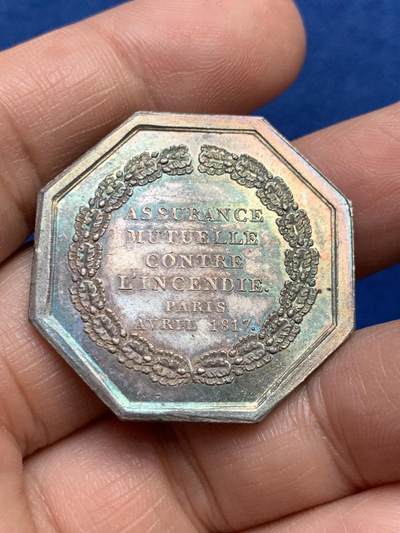 ASSURANCE
MUTUELLE
CONTRE
L'INCENDIE.
PARIS
AVRIL 1817.